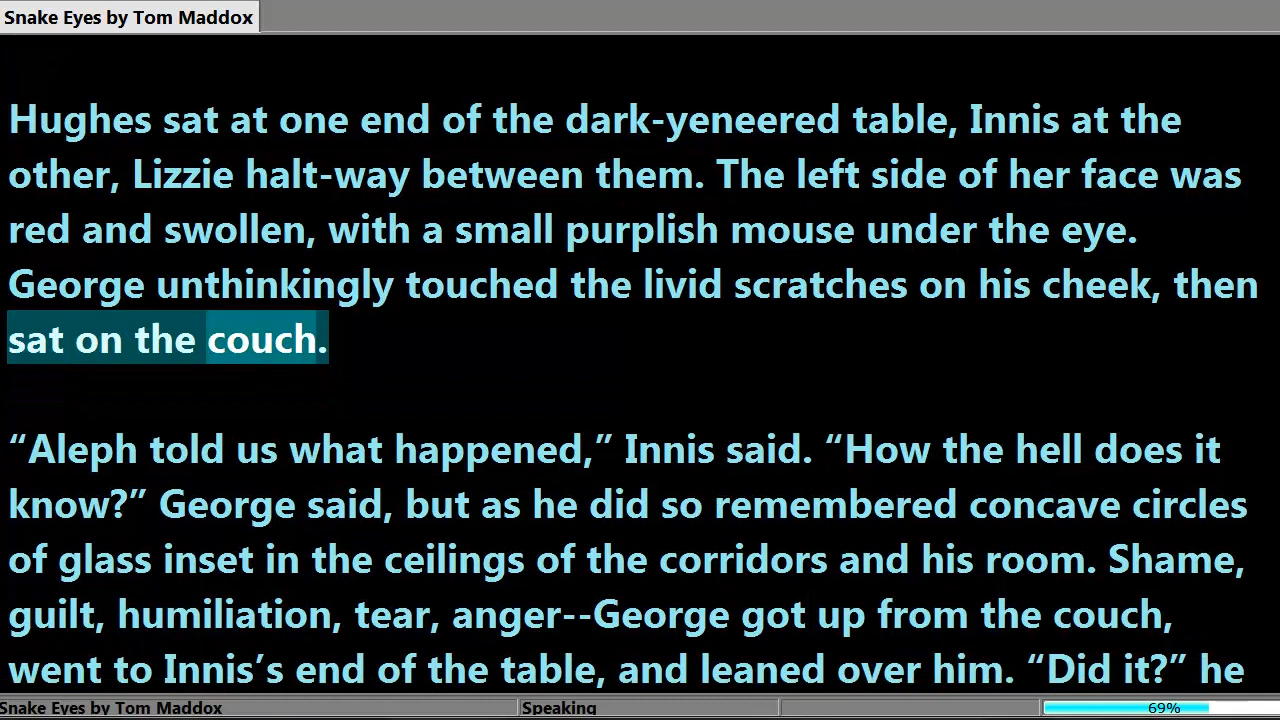 Snake Eyes by Tom Maddox
Hughes sat at one end of the dark-yeneered table, Innis at the
other, Lizzie halt-way between them. The left side of her face was
red and swollen, with a small purplish mouse under the eye.
George unthinkingly touched the livid scratches on his cheek, then
sat on the couch.
“Aleph told us what happened,” Innis said. “How the hell does it
know?” George said, but as he did so remembered concave circles
of glass inset in the ceilings of the corridors and his room. Shame,
guilt, humiliation, tear, anger--George got up from the couch,
went to Innis’s end of the table, and leaned over him. “Did it?” he
Snake Eyes by Tom Maddox
Speaking
69%